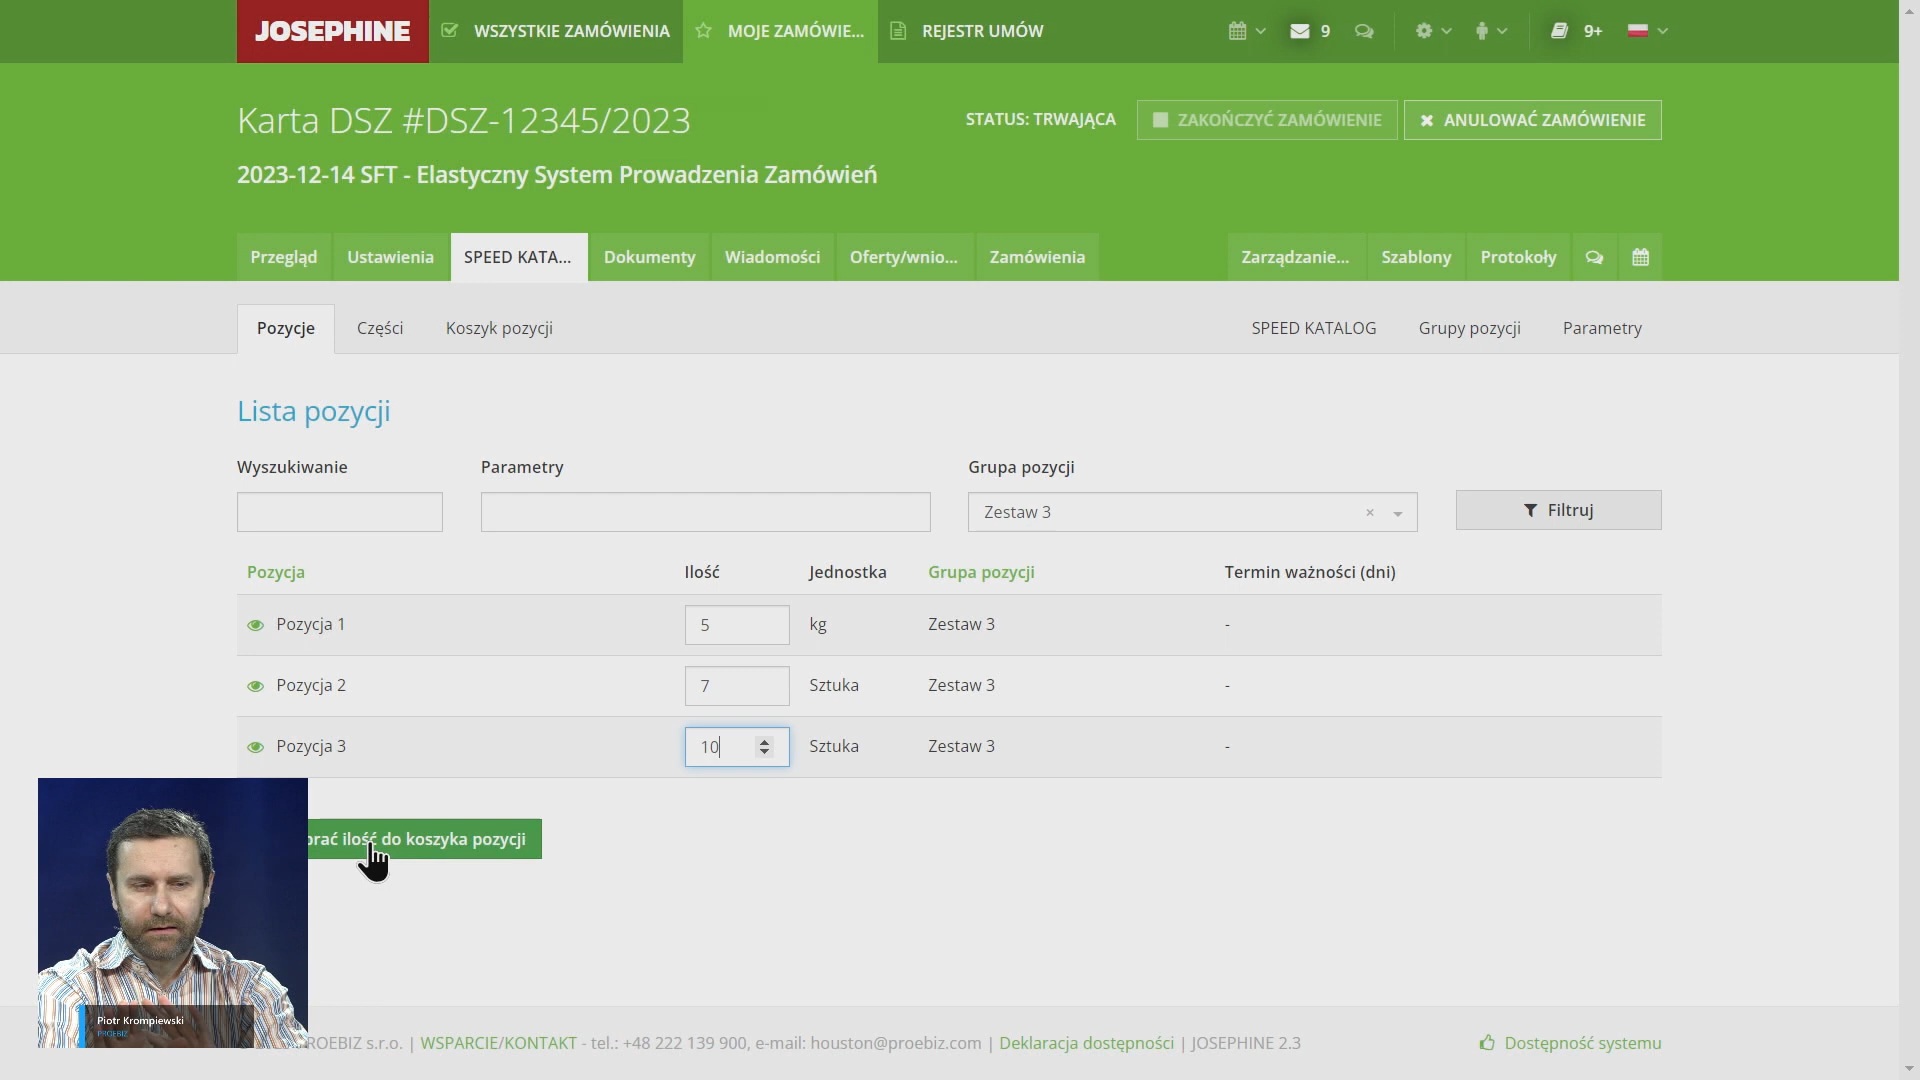 JOSEPHINE
WSZYSTKIE ZAMÓWIENIA
MOJE ZAMÓWIE...
REJESTR UMÓW
9
9+
Karta DSZ #DSZ-12345/2023
STATUS: TRWAJĄCA
ZAKOŃCZYĆ ZAMÓWIENIE
ANULOWAĆ ZAMÓWIENIE
2023-12-14 SFT - Elastyczny System Prowadzenia Zamówień
Przegląd
Ustawienia
SPEED KATA...
Dokumenty
Wiadomości
Oferty/wnio...
Zamówienia
Zarządzanie...
Szablony
Protokoły
Pozycje
Części
Koszyk pozycji
SPEED KATALOG
Grupy pozycji
Parametry
Lista pozycji
Wyszukiwanie
Parametry
Grupa pozycji
Zestaw 3
Filtruj
Pozycja Ilość Jednostka Grupa pozycji Termin ważności (dni)
Pozycja 1 5 kg Zestaw 3 -
Pozycja 2 7 Sztuka Zestaw 3 -
Pozycja 3 10 Sztuka Zestaw 3 -
ilość do koszyka pozycji
Piotr Krompiewski
PROEBIZ
s.r.o. | WSPARCIE/KONTAKT - tel.: +48 222 139 900, e-mail: houston@proebiz.com | Deklaracja dostępności | JOSEPHINE 2.3
Dostępność systemu